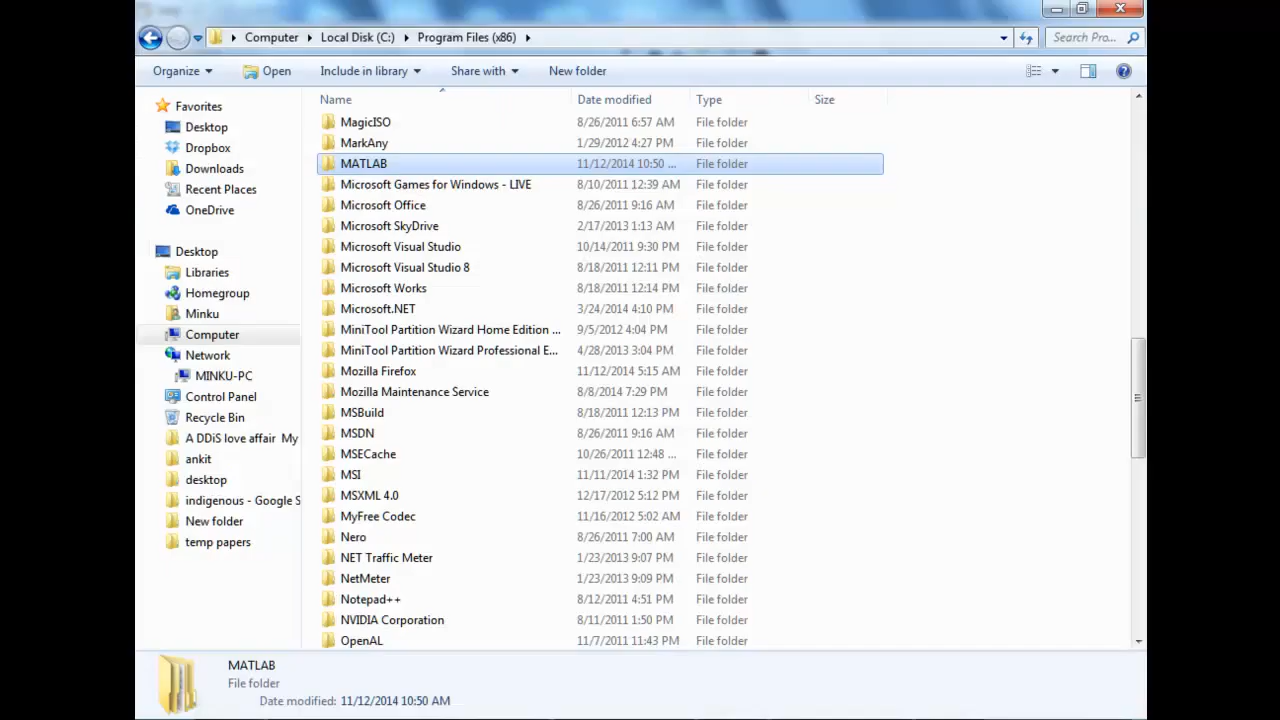 Computer Local Disk (C:) Program Files (x86) Search Pro...
Organize Open Include in library Share with New folder
Name Date modified Type Size
Favorites
Desktop
Dropbox
Downloads
Recent Places
OneDrive
Desktop
Libraries
Homegroup
Minku
Computer
Network
MINKU-PC
Control Panel
Recycle Bin
A DDiS love affair My
ankit
desktop
indigenous - Google S
New folder
temp papers
MagicISO 8/26/2011 6:57 AM File folder
MarkAny 1/29/2012 4:27 PM File folder
MATLAB 11/12/2014 10:50 ... File folder
Microsoft Games for Windows - LIVE 8/10/2011 12:39 AM File folder
Microsoft Office 8/26/2011 9:16 AM File folder
Microsoft SkyDrive 2/17/2013 1:13 AM File folder
Microsoft Visual Studio 10/14/2011 9:30 PM File folder
Microsoft Visual Studio 8 8/18/2011 12:11 PM File folder
Microsoft Works 8/18/2011 12:14 PM File folder
Microsoft.NET 3/24/2014 4:10 PM File folder
MiniTool Partition Wizard Home Edition ... 9/5/2012 4:04 PM File folder
MiniTool Partition Wizard Professional E... 4/28/2013 3:04 PM File folder
Mozilla Firefox 11/12/2014 5:15 AM File folder
Mozilla Maintenance Service 8/8/2014 7:29 PM File folder
MSBuild 8/18/2011 12:13 PM File folder
MSDN 8/26/2011 9:16 AM File folder
MSECache 10/26/2011 12:48 ... File folder
MSI 11/11/2014 1:32 PM File folder
MSXML 4.0 12/17/2012 5:12 PM File folder
MyFree Codec 11/16/2012 5:02 AM File folder
Nero 8/26/2011 7:00 AM File folder
NET Traffic Meter 1/23/2013 9:07 PM File folder
NetMeter 1/23/2013 9:09 PM File folder
Notepad++ 8/12/2011 4:51 PM File folder
NVIDIA Corporation 8/11/2011 1:50 PM File folder
OpenAL 11/7/2011 11:43 PM File folder
MATLAB
File folder
Date modified: 11/12/2014 10:50 AM